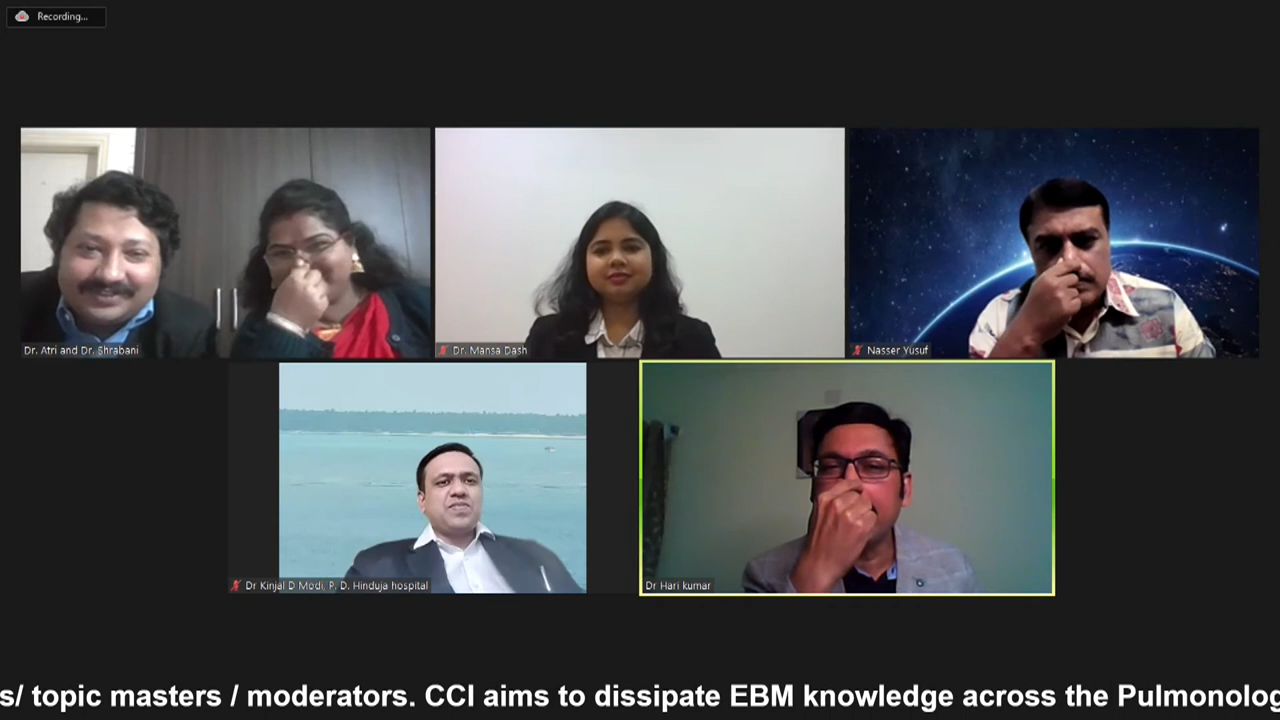 Recording...
Dr. Atri and Dr. Shrabani
Dr. Mansa Dash
Nasser Yusuf
Dr Kinjal D Modi, P. D. Hinduja hospital
Dr Hari kumar
s/ topic masters / moderators. CCI aims to dissipate EBM knowledge across the Pulmonolog